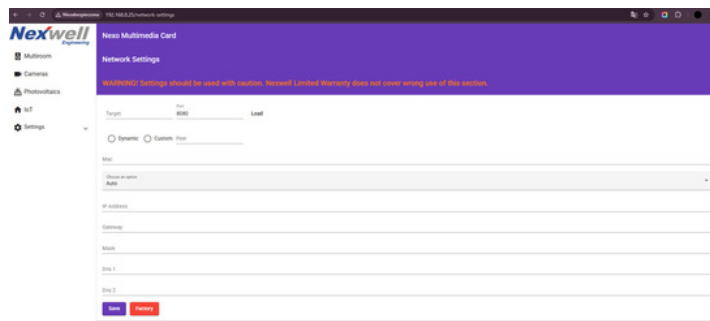 192.168.0.25/network-settings
Nexwell
Engineering
Nexo Multimedia Card
Multiroom
Network Settings
Cameras
WARNING! Settings should be used with caution. Nexwell Limited Warranty does not cover wrong use of this section.
Photovoltaics
IoT
Settings
Target
Port
8080
Load
Dynamic
Custom
Peer
Mac
Choose an option
Auto
IP Address
Gateway
Mask
Dns 1
Dns 2
Save
Factory